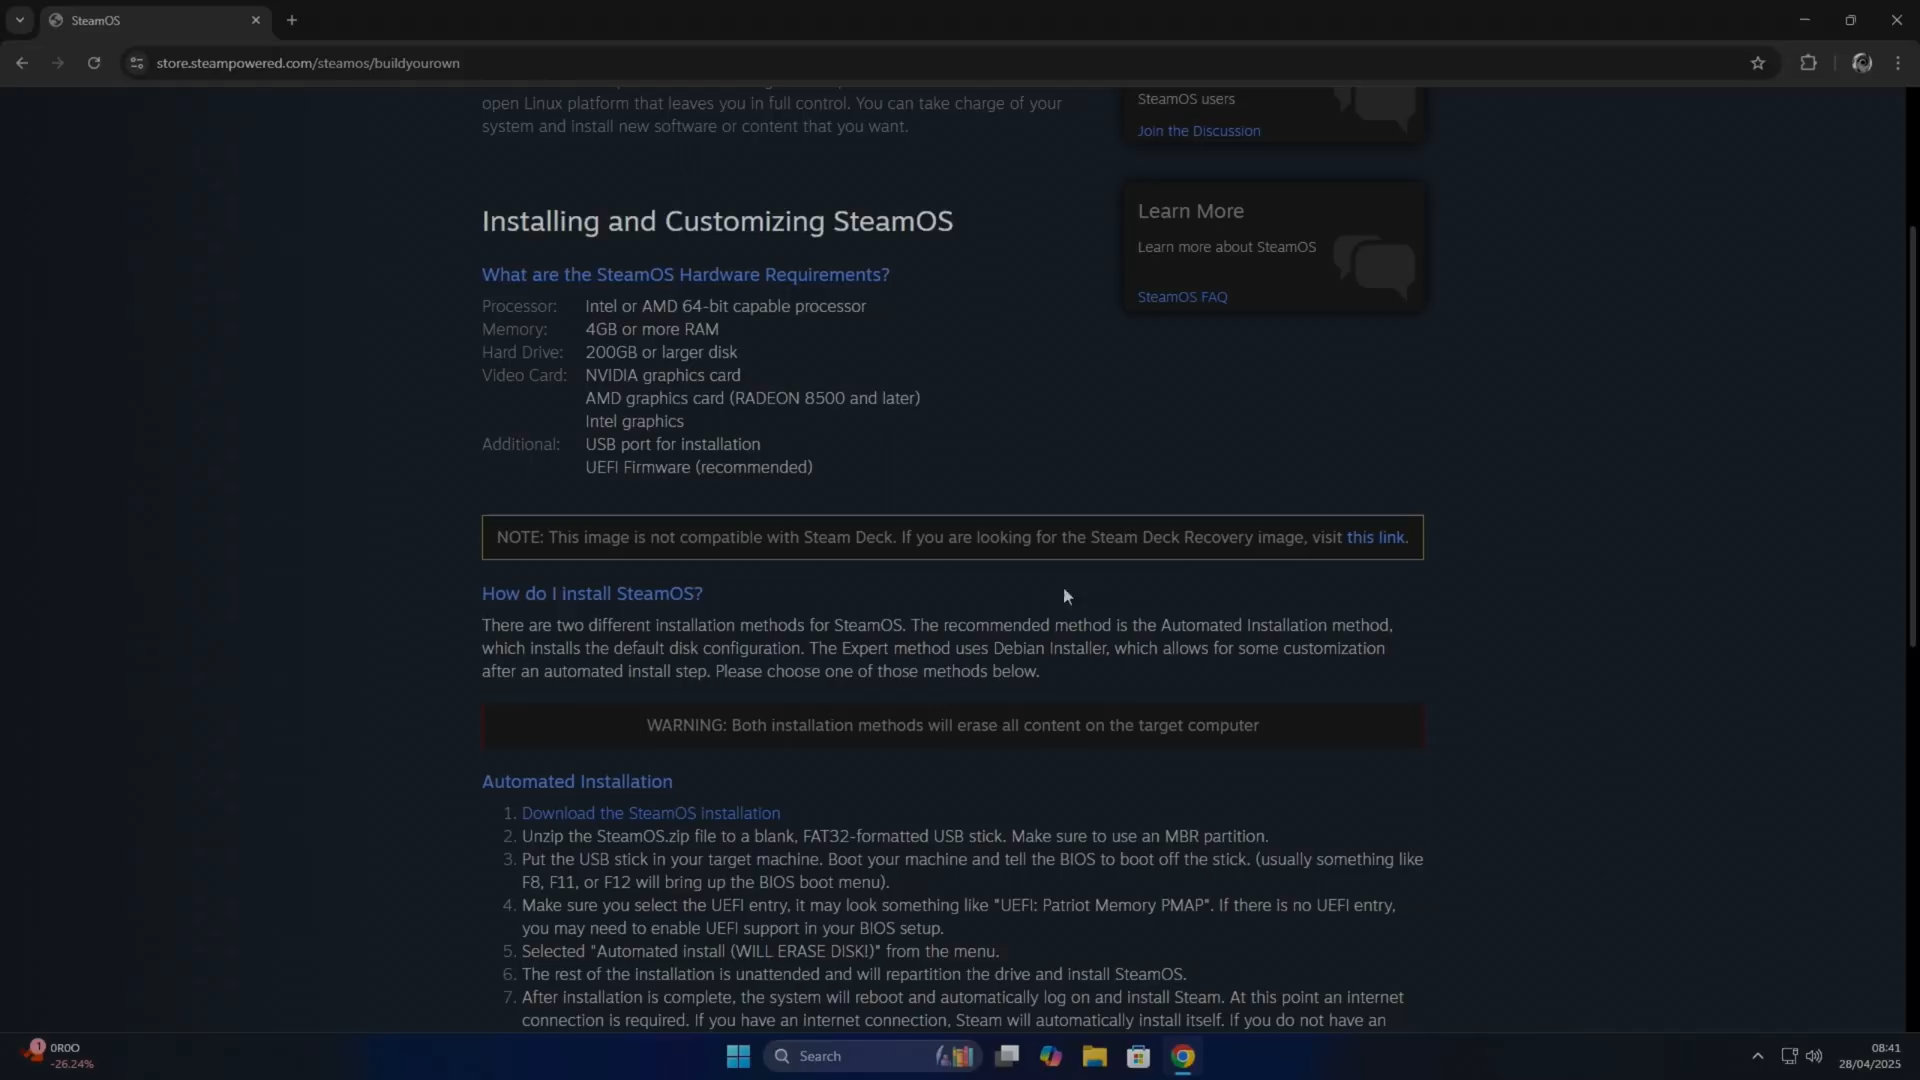 SteamOS
store.steampowered.com/steamos/buildyourown
open Linux platform that leaves you in full control. You can take charge of your
system and install new software or content that you want.
SteamOS users
Join the Discussion
Learn More
Learn more about SteamOS
SteamOS FAQ
Installing and Customizing SteamOS
What are the SteamOS Hardware Requirements?
Processor: Intel or AMD 64-bit capable processor
Memory: 4GB or more RAM
Hard Drive: 200GB or larger disk
Video Card: NVIDIA graphics card
AMD graphics card (RADEON 8500 and later)
Intel graphics
Additional: USB port for installation
UEFI Firmware (recommended)
NOTE: This image is not compatible with Steam Deck. If you are looking for the Steam Deck Recovery image, visit this link.
How do I install SteamOS?
There are two different installation methods for SteamOS. The recommended method is the Automated Installation method,
which installs the default disk configuration. The Expert method uses Debian Installer, which allows for some customization
after an automated install step. Please choose one of those methods below.
WARNING: Both installation methods will erase all content on the target computer
Automated Installation
1. Download the SteamOS installation
2. Unzip the SteamOS.zip file to a blank, FAT32-formatted USB stick. Make sure to use an MBR partition.
3. Put the USB stick in your target machine. Boot your machine and tell the BIOS to boot off the stick. (usually something like
F8, F11, or F12 will bring up the BIOS boot menu).
4. Make sure you select the UEFI entry, it may look something like "UEFI: Patriot Memory PMAP". If there is no UEFI entry,
you may need to enable UEFI support in your BIOS setup.
5. Selected "Automated install (WILL ERASE DISK!)" from the menu.
6. The rest of the installation is unattended and will repartition the drive and install SteamOS.
7. After installation is complete, the system will reboot and automatically log on and install Steam. At this point an internet
connection is required. If you have an internet connection, Steam will automatically install itself. If you do not have an
1
0R0O
-26.24%
Search
08:41
28/04/2025